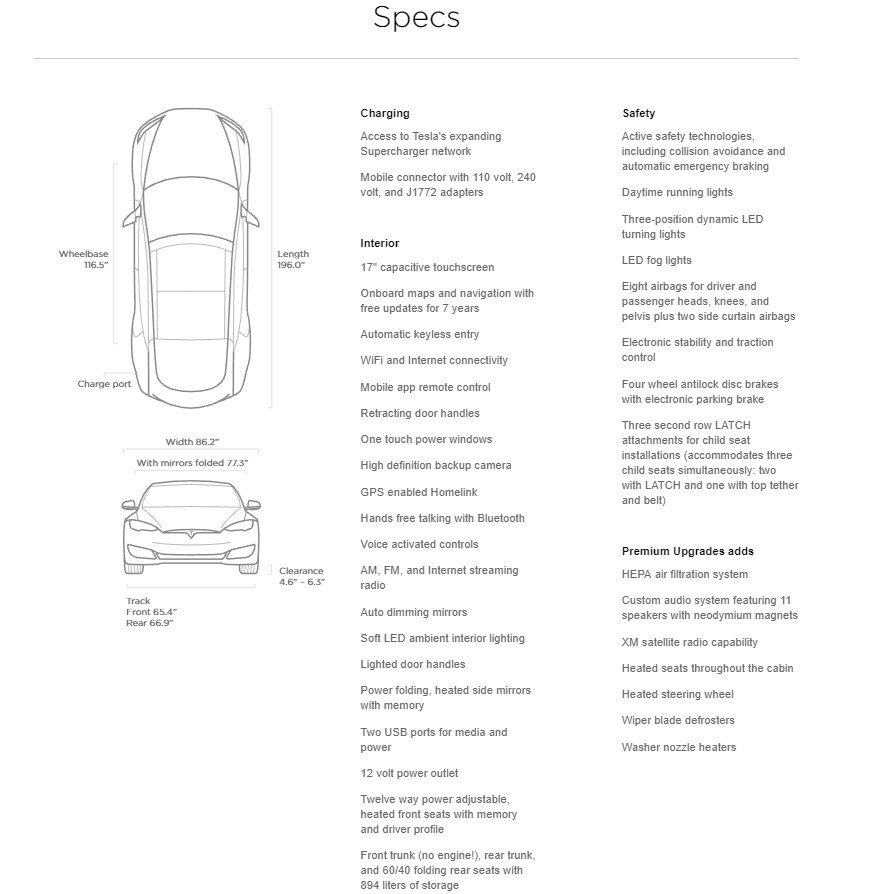 Specs
Wheelbase
116.5"
Length
196.0"
Charge port
Width 86.2"
With mirrors folded 77.3"
Clearance
4.6" - 6.3"
Track
Front 65.4"
Rear 66.9"
Charging
Access to Tesla's expanding
Supercharger network
Mobile connector with 110 volt, 240
volt, and J1772 adapters
Interior
17" capacitive touchscreen
Onboard maps and navigation with
free updates for 7 years
Automatic keyless entry
WiFi and Internet connectivity
Mobile app remote control
Retracting door handles
One touch power windows
High definition backup camera
GPS enabled Homelink
Hands free talking with Bluetooth
Voice activated controls
AM, FM, and Internet streaming
radio
Auto dimming mirrors
Soft LED ambient interior lighting
Lighted door handles
Power folding, heated side mirrors
with memory
Two USB ports for media and
power
12 volt power outlet
Twelve way power adjustable,
heated front seats with memory
and driver profile
Front trunk (no engine!), rear trunk,
and 60/40 folding rear seats with
894 liters of storage
Safety
Active safety technologies,
including collision avoidance and
automatic emergency braking
Daytime running lights
Three-position dynamic LED
turning lights
LED fog lights
Eight airbags for driver and
passenger heads, knees, and
pelvis plus two side curtain airbags
Electronic stability and traction
control
Four wheel antilock disc brakes
with electronic parking brake
Three second row LATCH
attachments for child seat
installations (accommodates three
child seats simultaneously: two
with LATCH and one with top tether
and belt)
Premium Upgrades adds
HEPA air filtration system
Custom audio system featuring 11
speakers with neodymium magnets
XM satellite radio capability
Heated seats throughout the cabin
Heated steering wheel
Wiper blade defrosters
Washer nozzle heaters